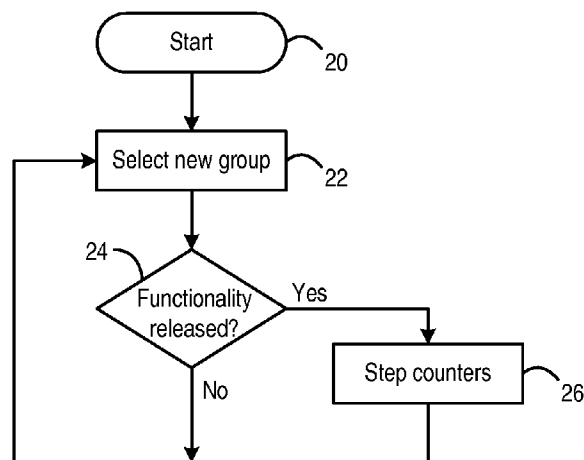 Start
20
Select new group
22
24
Functionality
released?
Yes
No
Step counters
26